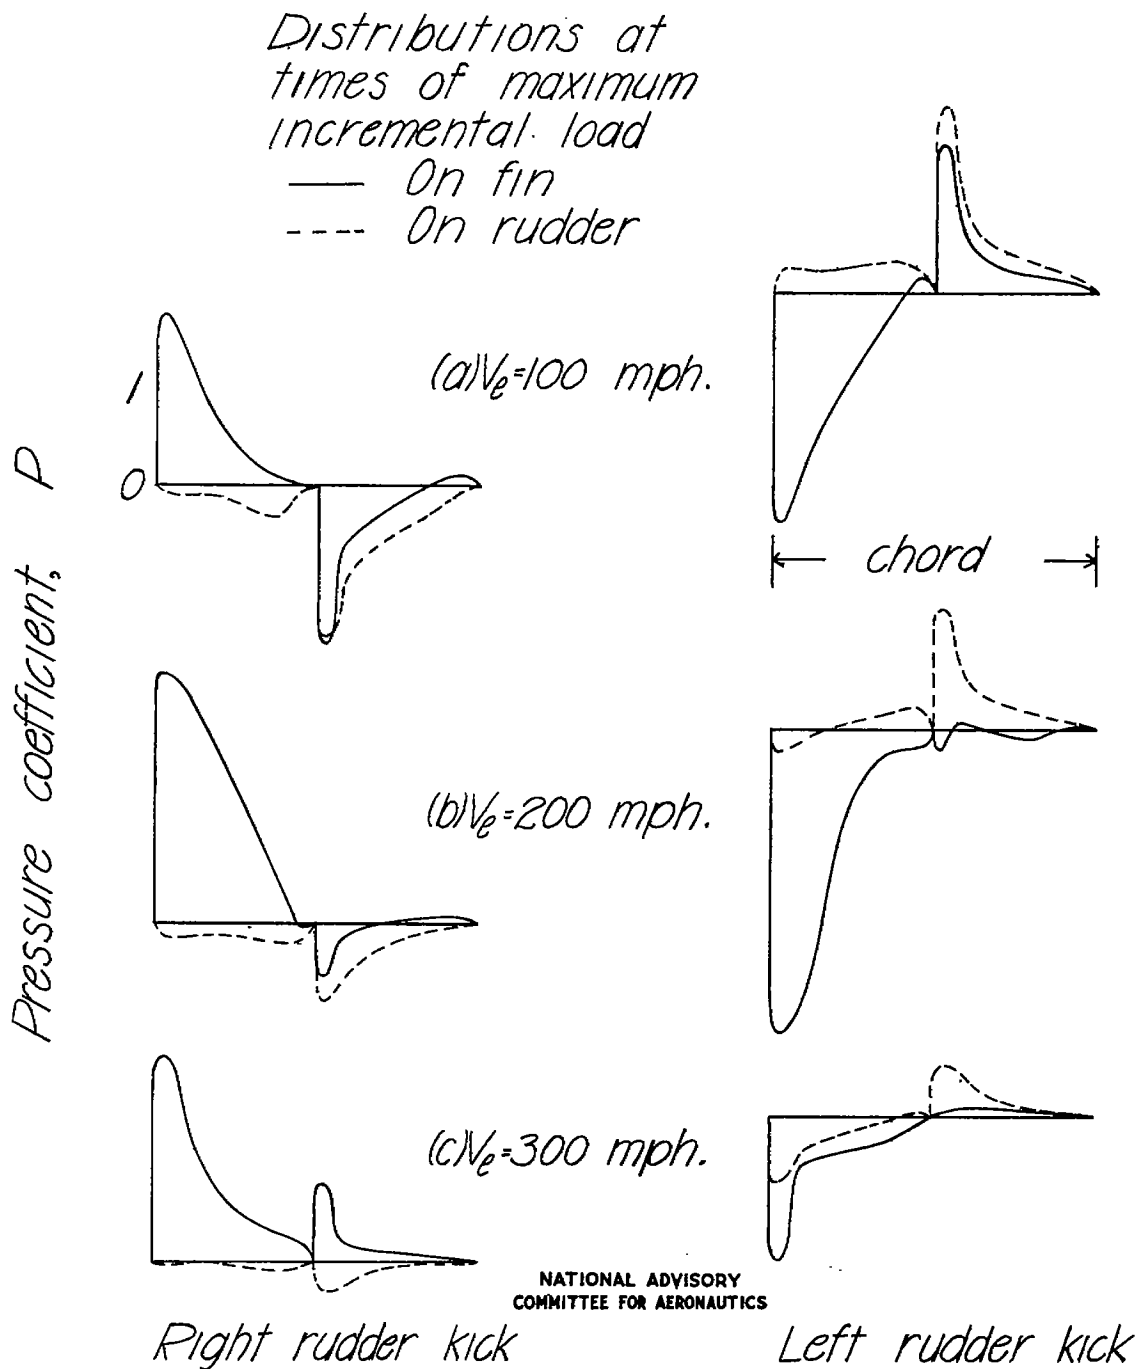 Distributions at
times of maximum
incremental load
On fin
On rudder
1
0
Pressure coefficient, P
(a)Vₑ=100 mph.
chord
(b)Vₑ=200 mph.
(c)Vₑ=300 mph.
NATIONAL ADVISORY
COMMITTEE FOR AERONAUTICS
Right rudder kick
Left rudder kick